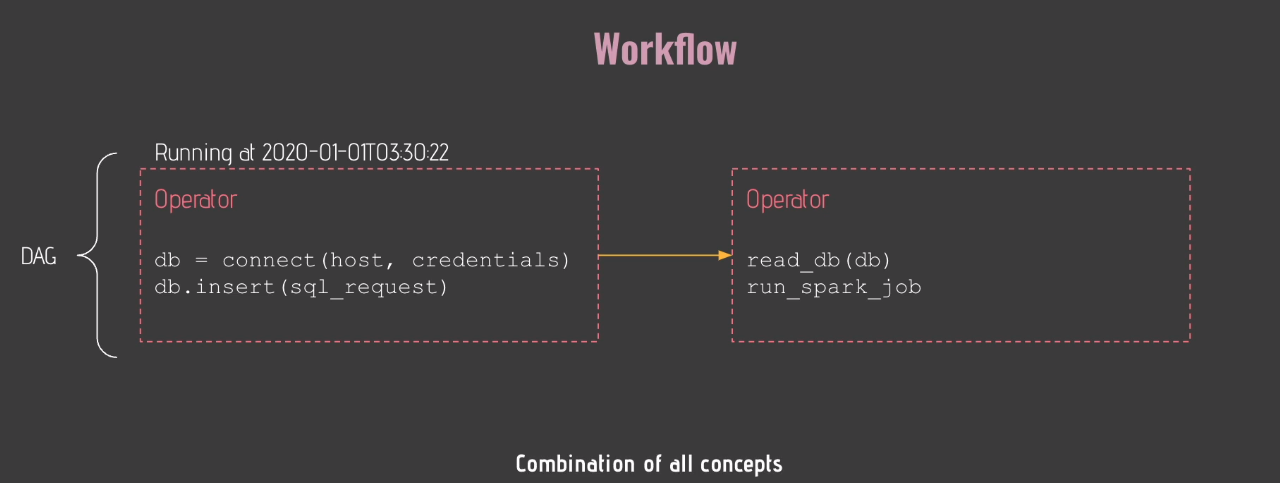 Workflow
Running at 2020-01-01T03:30:22
DAG
Operator
db = connect(host, credentials)
db.insert(sql_request)
Operator
read_db(db)
run_spark_job
Combination of all concepts